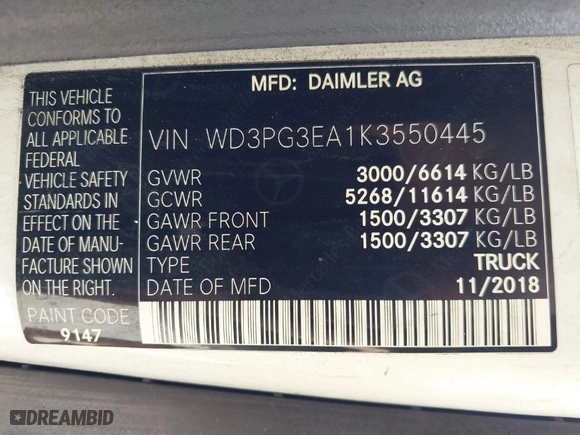 MFD: DAIMLER AG
THIS VEHICLE
CONFORMS TO
ALL APPLICABLE
FEDERAL
VEHICLE SAFETY
STANDARDS IN
EFFECT ON THE
DATE OF MANU-
FACTURE SHOWN
ON THE RIGHT.
PAINT CODE
9147
VIN WD3PG3EA1K3550445
GVWR 3000/6614 KG/LB
GCWR 5268/11614 KG/LB
GAWR FRONT 1500/3307 KG/LB
GAWR REAR 1500/3307 KG/LB
TYPE TRUCK
DATE OF MFD 11/2018
DREAMBID